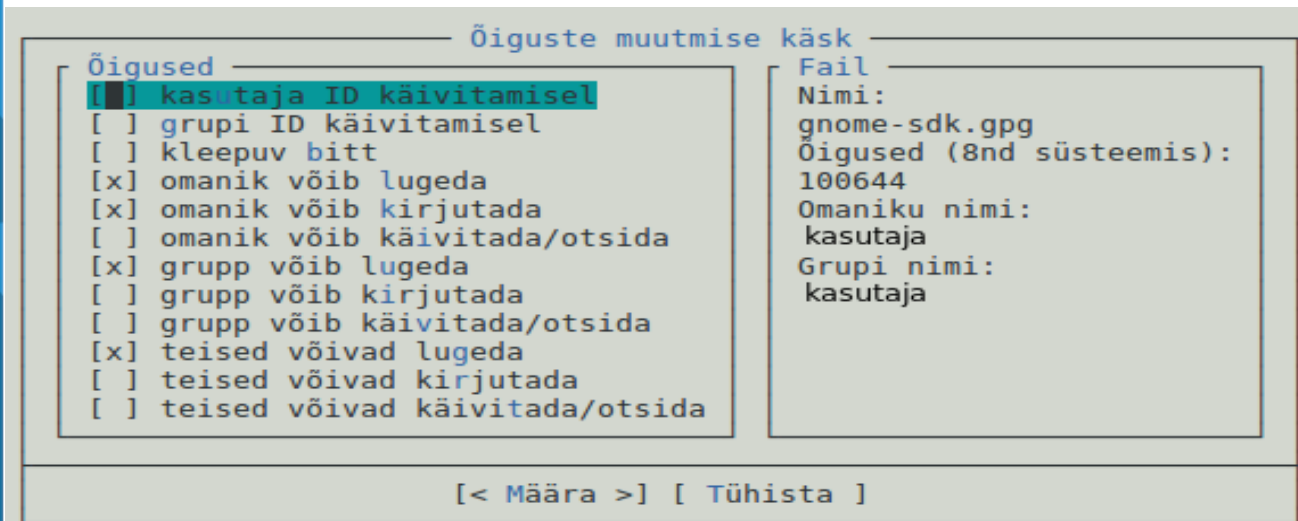 Õiguste muutmise käsk
Õigused
[ ] kasutaja ID käivitamisel
[ ] grupi ID käivitamisel
[ ] kleepuv bitt
[x] omanik võib lugeda
[x] omanik võib kirjutada
[ ] omanik võib käivitada/otsida
[x] grupp võib lugeda
[ ] grupp võib kirjutada
[ ] grupp võib käivitada/otsida
[x] teised võivad lugeda
[ ] teised võivad kirjutada
[ ] teised võivad käivitada/otsida
Fail
Nimi:
gnome-sdk.gpg
Õigused (8nd süsteemis):
100644
Omaniku nimi:
kasutaja
Grupi nimi:
kasutaja
[< Määra >] [ Tühista ]